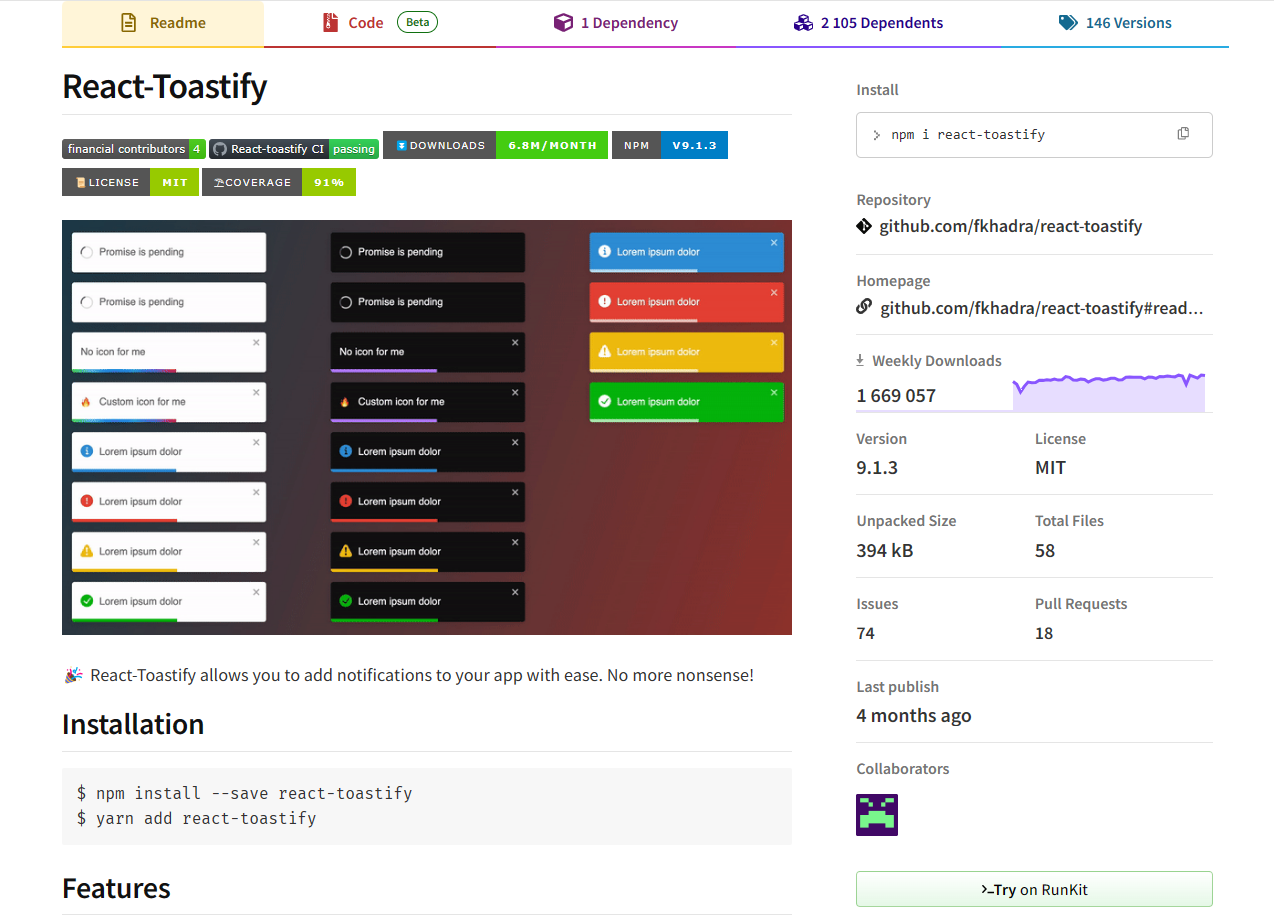 Readme
Code Beta
1 Dependency
2 105 Dependents
146 Versions
React-Toastify
financial contributors 4 React-toastify CI passing DOWNLOADS 6.8M/MONTH NPM V9.1.3
LICENSE MIT COVERAGE 91%
Promise is pending
Promise is pending
Lorem ipsum dolor
Promise is pending
Promise is pending
Lorem ipsum dolor
No icon for me
No icon for me
Lorem ipsum dolor
Custom icon for me
Custom icon for me
Lorem ipsum dolor
Lorem ipsum dolor
Lorem ipsum dolor
Lorem ipsum dolor
Lorem ipsum dolor
Lorem ipsum dolor
Lorem ipsum dolor
Lorem ipsum dolor
Lorem ipsum dolor
React-Toastify allows you to add notifications to your app with ease. No more nonsense!
Installation
$ npm install --save react-toastify
$ yarn add react-toastify
Features
Install
> npm i react-toastify
Repository
github.com/fkhadra/react-toastify
Homepage
github.com/fkhadra/react-toastify#read...
Weekly Downloads
1 669 057
Version
9.1.3
License
MIT
Unpacked Size
394 kB
Total Files
58
Issues
74
Pull Requests
18
Last publish
4 months ago
Collaborators
>_Try on RunKit